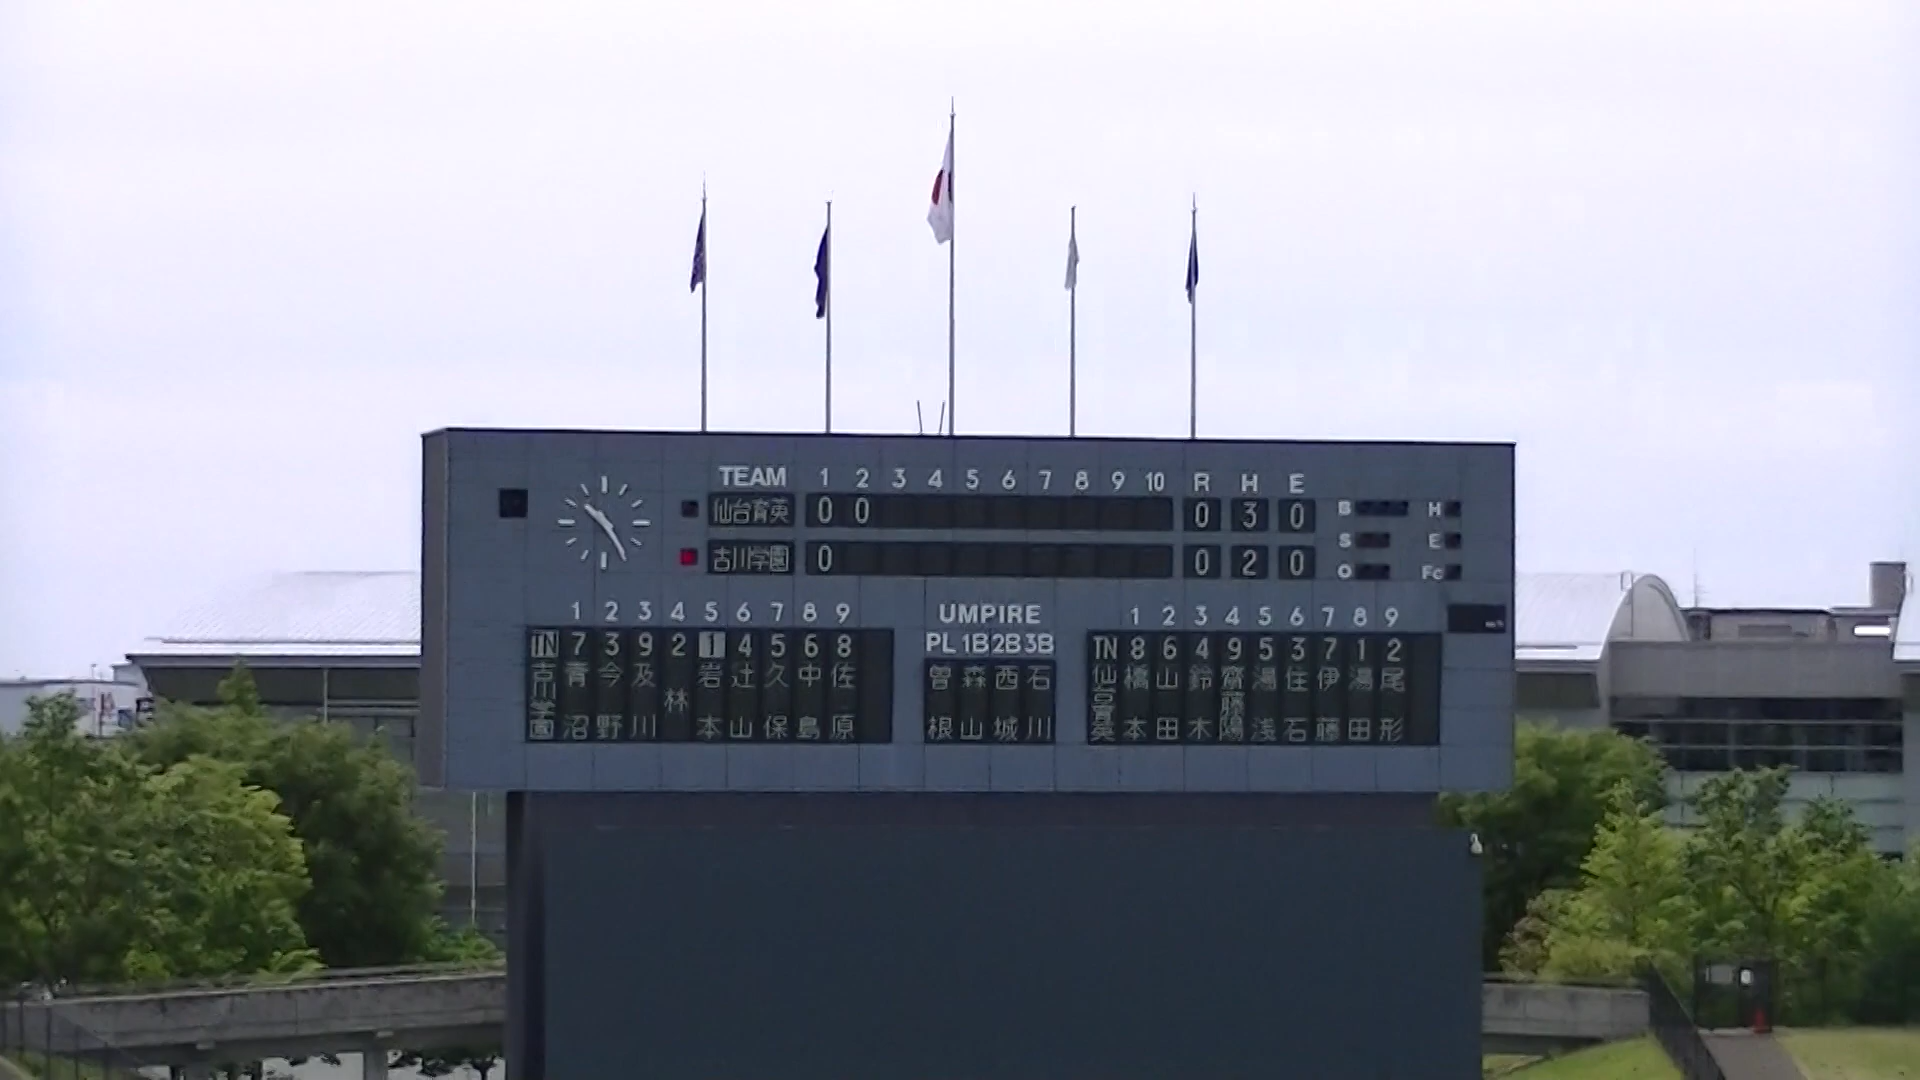 TEAM 1 2 3 4 5 6 7 8 9 10 R H E
仙台育英 0 0 0 3 0
古川学園 0 0 2 0
B H
S E
O Fc
1 2 3 4 5 6 7 8 9
TN 7 3 9 2 1 4 5 6 8
古川学園 青沼 今野 及川 林 岩本 辻山 久保 中島 佐原
UMPIRE
PL 1B 2B 3B
曽根 森山 西城 石川
1 2 3 4 5 6 7 8 9
TN 8 6 4 9 5 3 7 1 2
仙台育英 橋本 山田 鈴木 齋藤陽 湯浅 住石 伊藤 湯田 尾形